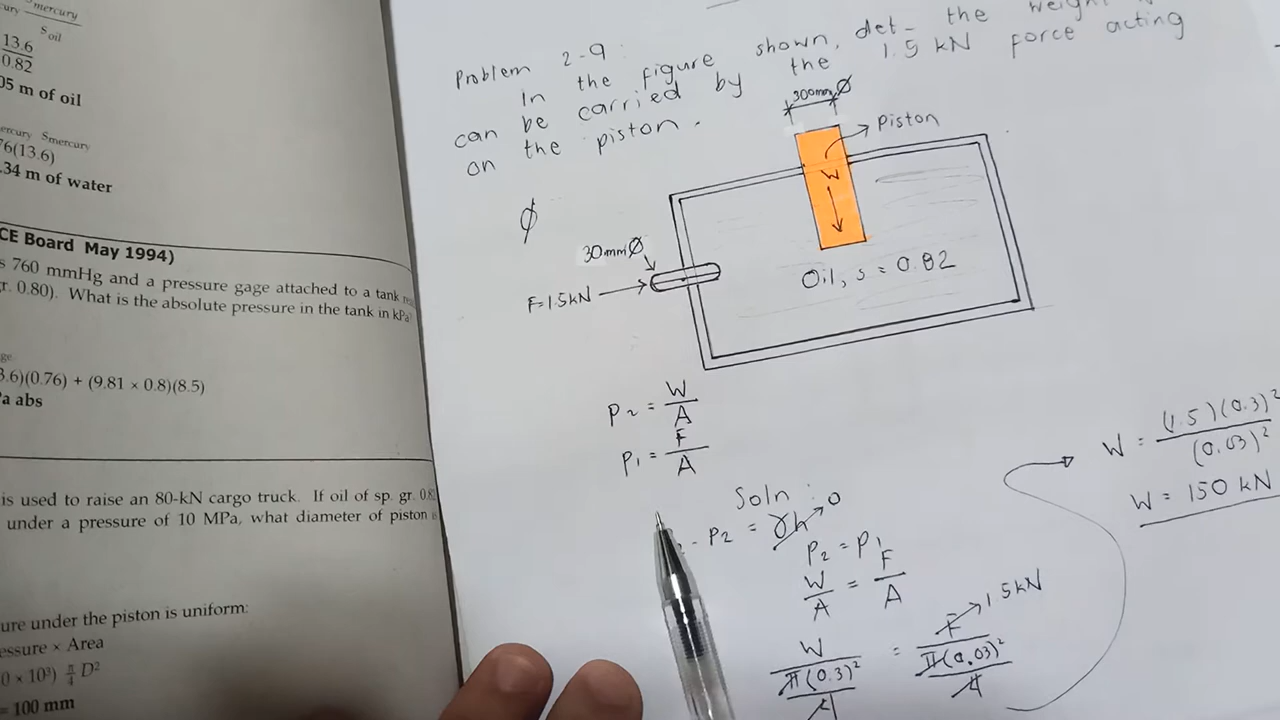 mercury
Soil
13.6
0.82
05 m of oil
ercury Smercury
76(13.6)
.34 m of water
CE Board May 1994)
s 760 mmHg and a pressure gage attached to a tank
r. 0.80). What is the absolute pressure in the tank in kPa
ge
3.6)(0.76) + (9.81 × 0.8)(8.5)
a abs
is used to raise an 80-kN cargo truck. If oil of sp. gr. 0.82
under a pressure of 10 MPa, what diameter of piston is
ure under the piston is uniform:
essure × Area
0 × 10³) π/4 D²
= 100 mm
Problem 2-9:
In the figure shown, det. the weight
can be carried by the 1.5 kN force acting
on the piston.
300mmØ
Piston
W
Ø
30mmØ
F=1.5kN
Oil, s = 0.82
P2 = W/A
P1 = F/A
Soln:
- P2 = γh 0
P2 = P1
W/A = F/A
1.5kN
W / (π(0.3)²/4) = F / (π(0.03)²/4)
W = (1.5)(0.3)² / (0.03)²
W = 150 kN